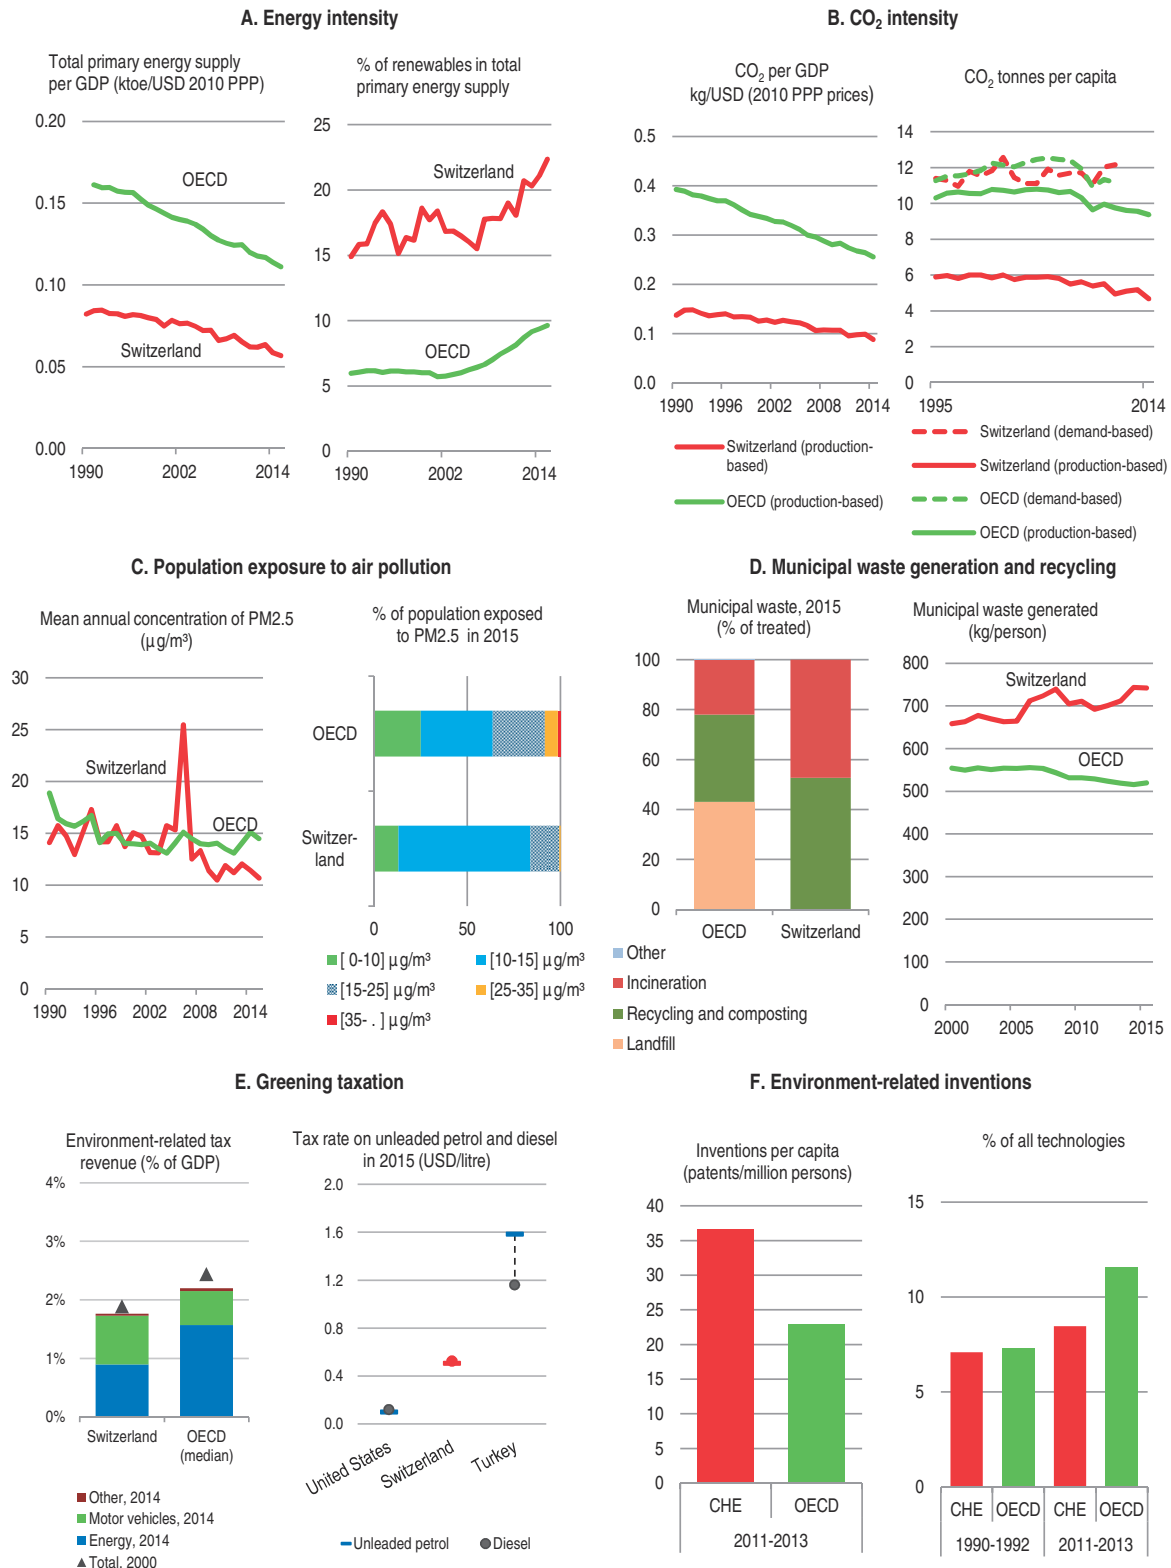 A. Energy intensity
Total primary energy supply
per GDP (ktoe/USD 2010 PPP)
0.20
0.15
0.10
0.05
0.00
OECD
Switzerland
1990 2002 2014
% of renewables in total
primary energy supply
25
20
15
10
5
0
Switzerland
OECD
1990 2002 2014
B. CO₂ intensity
CO₂ per GDP
kg/USD (2010 PPP prices)
0.5
0.4
0.3
0.2
0.1
0.0
1990 1996 2002 2008 2014
Switzerland (production-
based)
OECD (production-based)
CO₂ tonnes per capita
14
12
10
8
6
4
2
0
1995 2014
Switzerland (demand-based)
Switzerland (production-based)
OECD (demand-based)
OECD (production-based)
C. Population exposure to air pollution
Mean annual concentration of PM2.5
(µg/m³)
30
25
20
15
10
5
0
Switzerland
OECD
1990 1996 2002 2008 2014
% of population exposed
to PM2.5 in 2015
OECD
Switzer-
land
0 50 100
[ 0-10] µg/m³
[10-15] µg/m³
[15-25] µg/m³
[25-35] µg/m³
[35- . ] µg/m³
D. Municipal waste generation and recycling
Municipal waste, 2015
(% of treated)
100
80
60
40
20
0
OECD Switzerland
Other
Incineration
Recycling and composting
Landfill
Municipal waste generated
(kg/person)
800
700
600
500
400
300
200
100
0
Switzerland
OECD
2000 2005 2010 2015
E. Greening taxation
Environment-related tax
revenue (% of GDP)
4%
3%
2%
1%
0%
Switzerland OECD
(median)
Other, 2014
Motor vehicles, 2014
Energy, 2014
Total, 2000
Tax rate on unleaded petrol and diesel
in 2015 (USD/litre)
2.0
1.6
1.2
0.8
0.4
0.0
United States
Switzerland
Turkey
Unleaded petrol Diesel
F. Environment-related inventions
Inventions per capita
(patents/million persons)
40
35
30
25
20
15
10
5
0
CHE OECD
2011-2013
% of all technologies
15
10
5
0
CHE OECD CHE OECD
1990-1992 2011-2013